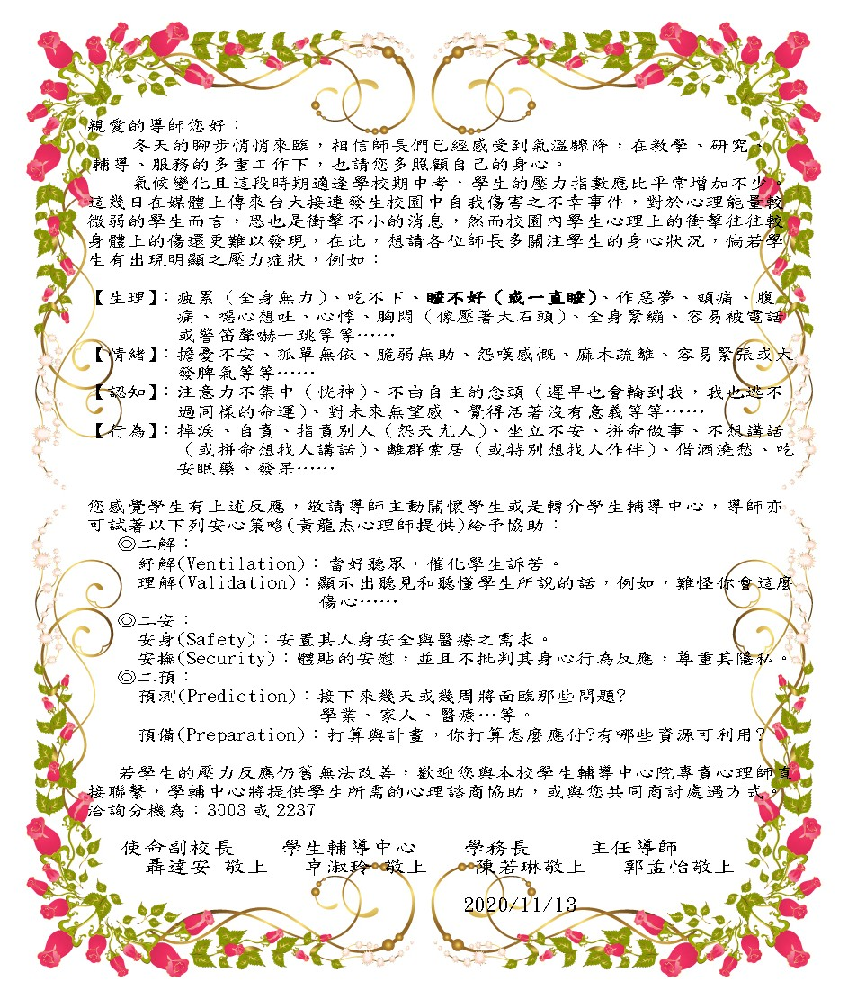 親愛的導師您好：
冬天的腳步悄悄來臨，相信師長們已經感受到氣溫驟降，在教學、研究、
輔導、服務的多重工作下，也請您多照顧自己的身心。
氣候變化且這段時期適逢學校期中考，學生的壓力指數應比平常增加不少。
這幾日在媒體上傳來台大接連發生校園中自我傷害之不幸事件，對於心理能量較
微弱的學生而言，恐也是衝擊不小的消息，然而校園內學生心理上的衝擊往往較
身體上的傷還更難以發現，在此，想請各位師長多關注學生的身心狀況，倘若學
生有出現明顯之壓力症狀，例如：
【生理】：疲累（全身無力）、吃不下、睡不好（或一直睡）、作惡夢、頭痛、腹
痛、噁心想吐、心悸、胸悶（像壓著大石頭）、全身緊繃、容易被電話
或警笛聲嚇一跳等等……
【情緒】：擔憂不安、孤單無依、脆弱無助、怨嘆感慨、麻木疏離、容易緊張或大
發脾氣等等……
【認知】：注意力不集中（恍神）、不由自主的念頭（遲早也會輪到我，我也逃不
過同樣的命運）、對未來無望感、覺得活著沒有意義等等……
【行為】：掉淚、自責、指責別人（怨天尤人）、坐立不安、拼命做事、不想講話
（或拼命想找人講話）、離群索居（或特別想找人作伴）、借酒澆愁、吃
安眠藥、發呆……
您感覺學生有上述反應，敬請導師主動關懷學生或是轉介學生輔導中心，導師亦
可試著以下列安心策略(黃龍杰心理師提供)給予協助：
◎二解：
紓解(Ventilation)：當好聽眾，催化學生訴苦。
理解(Validation)：顯示出聽見和聽懂學生所說的話，例如，難怪你會這麼
傷心……
◎二安：
安身(Safety)：安置其人身安全與醫療之需求。
安撫(Security)：體貼的安慰，並且不批判其身心行為反應，尊重其隱私。
◎二預：
預測(Prediction)：接下來幾天或幾周將面臨那些問題?
學業、家人、醫療…等。
預備(Preparation)：打算與計畫，你打算怎麼應付?有哪些資源可利用?
若學生的壓力反應仍舊無法改善，歡迎您與本校學生輔導中心院專責心理師直
接聯繫，學輔中心將提供學生所需的心理諮商協助，或與您共同商討處遇方式。
洽詢分機為：3003 或 2237
使命副校長 學生輔導中心 學務長 主任導師
聶達安 敬上 卓淑玲 敬上 陳若琳敬上 郭孟怡敬上
2020/11/13